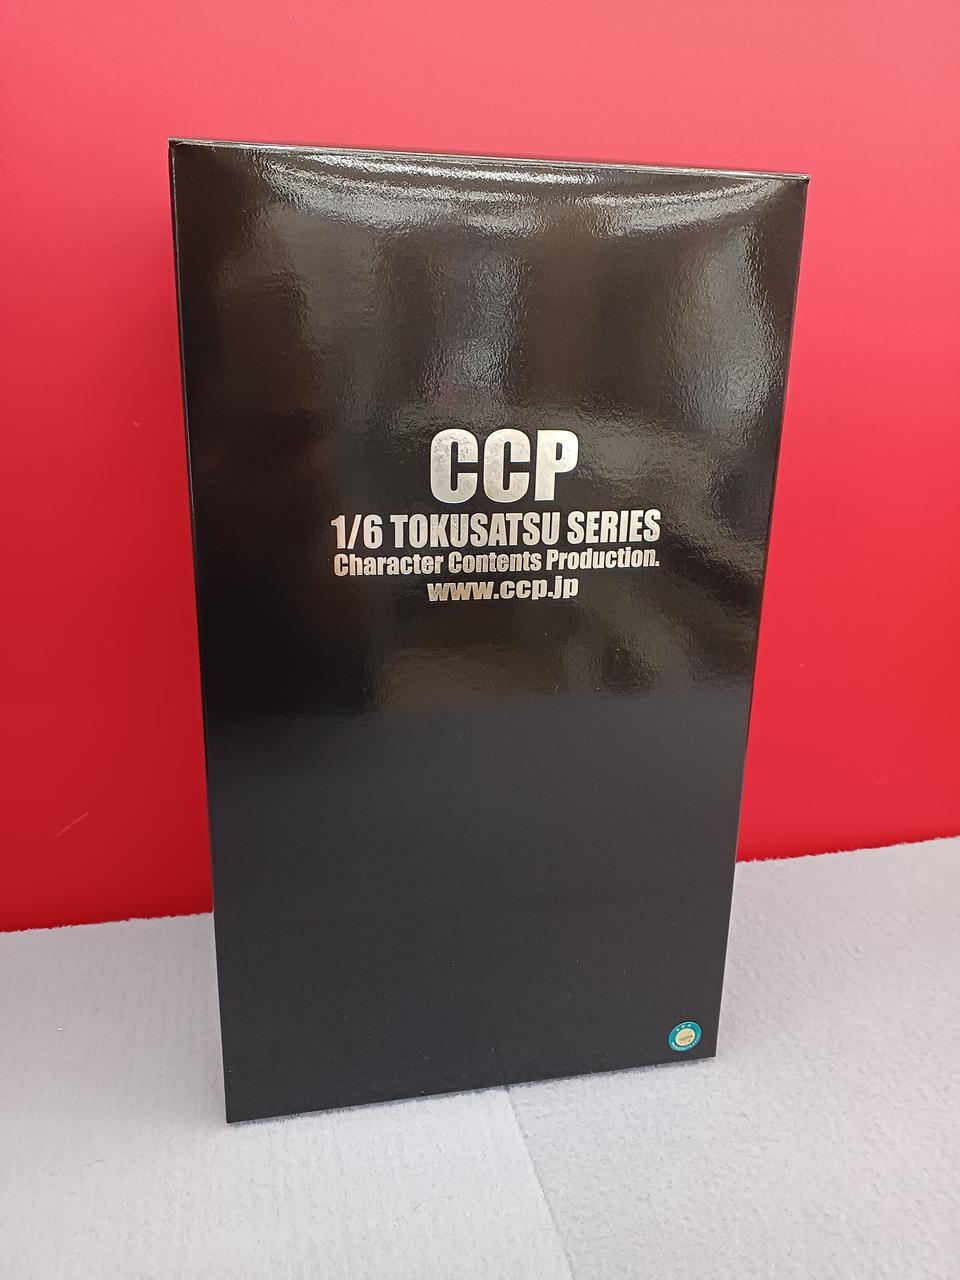 CCP
1/6 TOKUSATSU SERIES
Character Contents Production.
www.ccp.jp